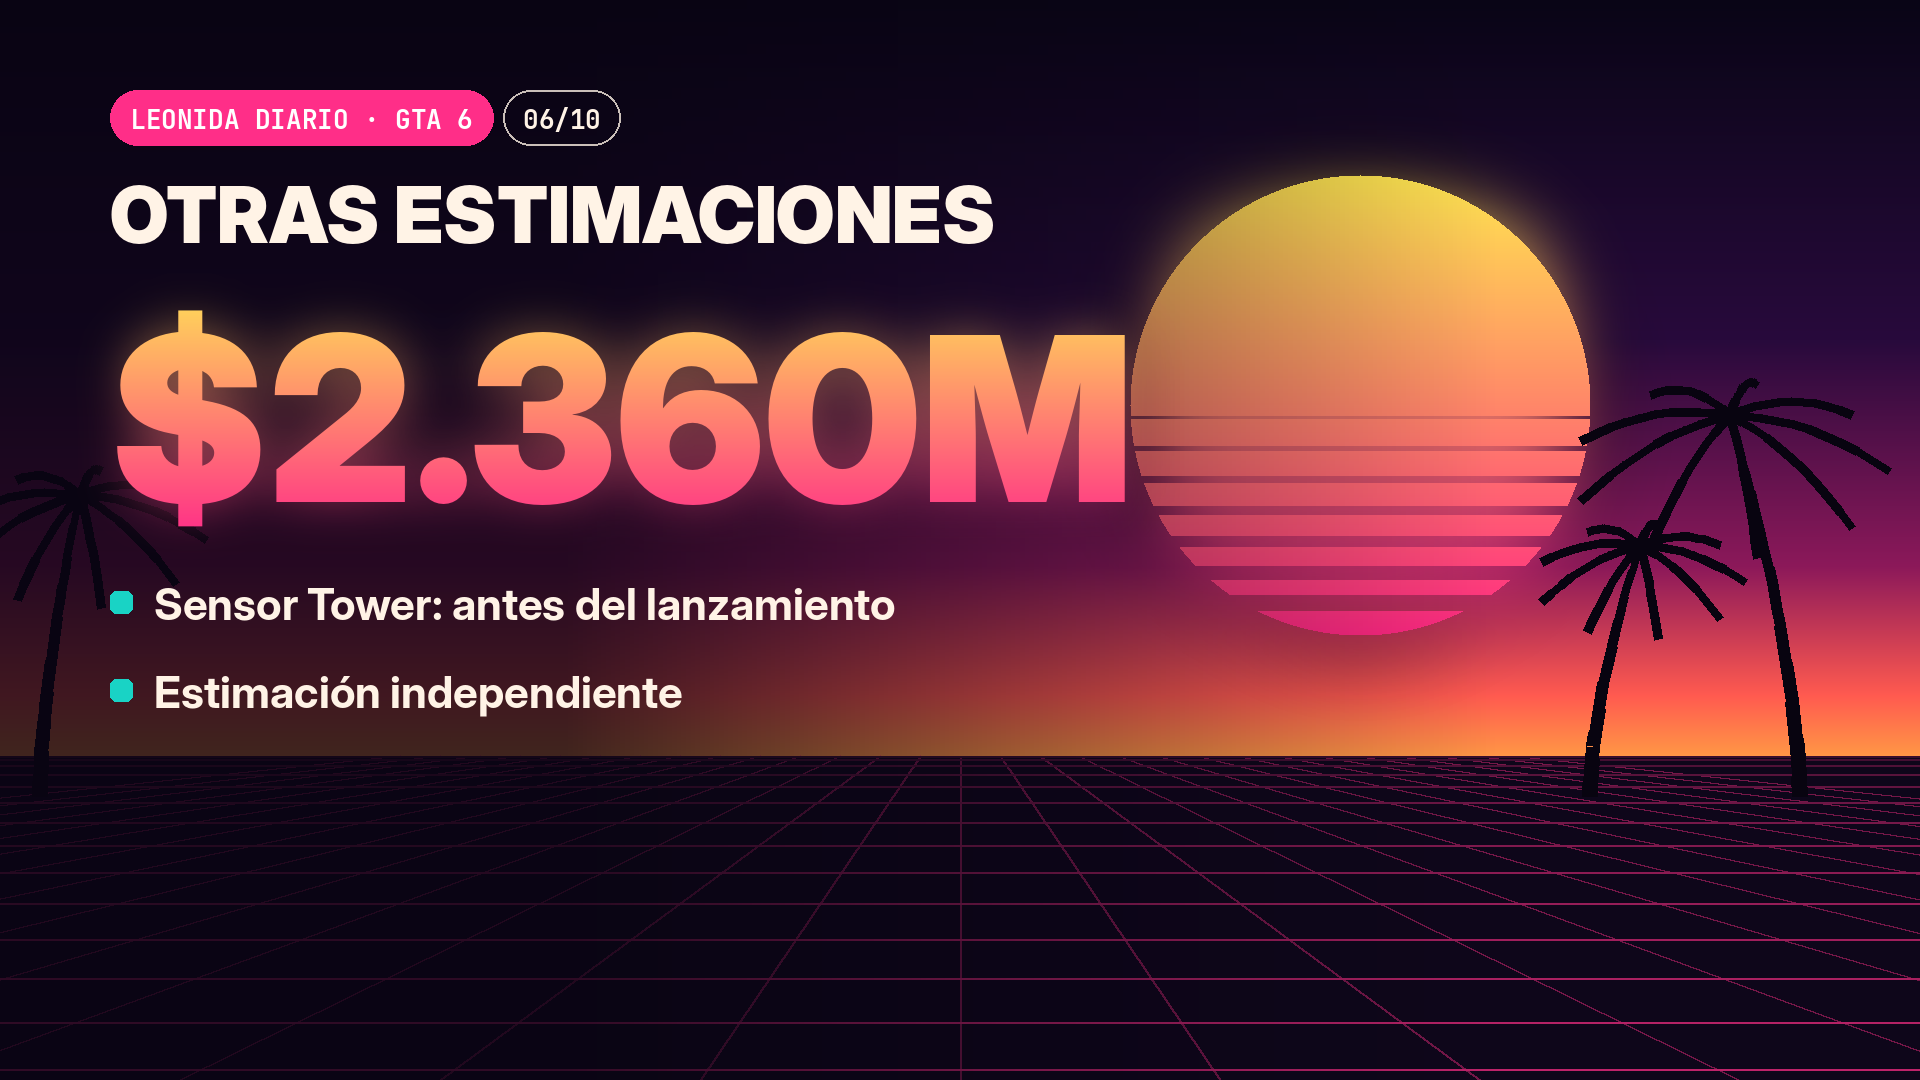 LEONIDA DIARIO · GTA 6
06/10
OTRAS ESTIMACIONES
$2.360M
Sensor Tower: antes del lanzamiento
Estimación independiente